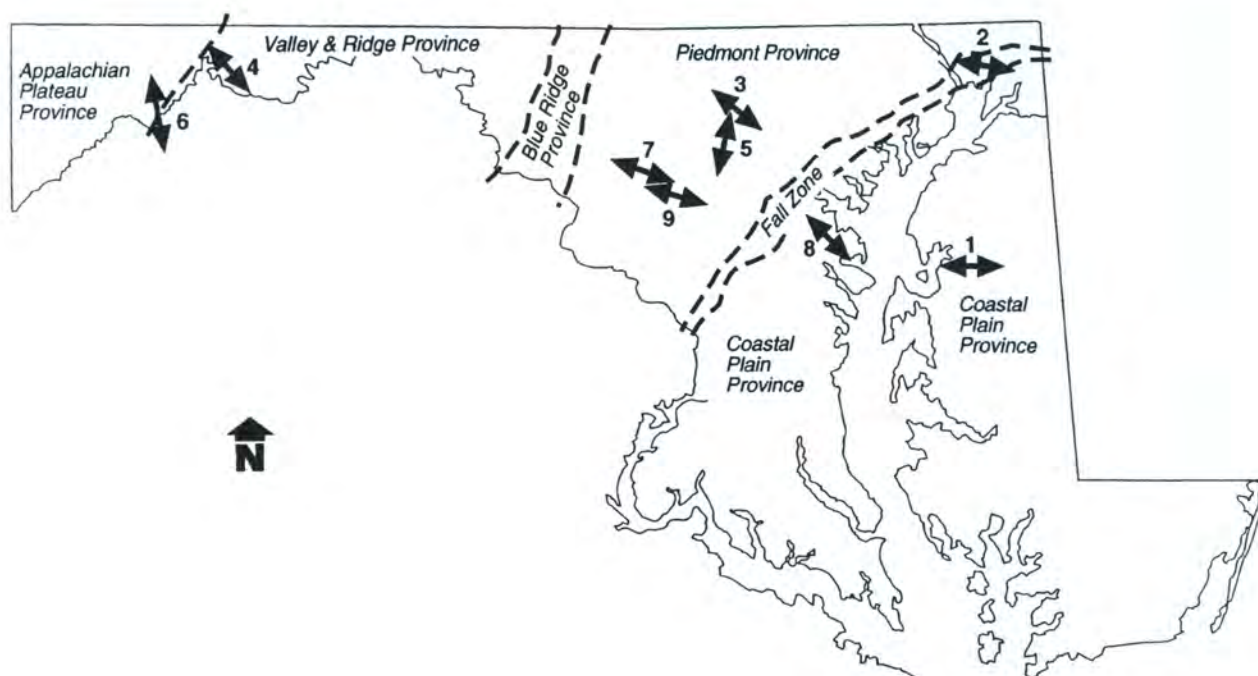 Valley & Ridge Province
Piedmont Province
2
Appalachian
Plateau
Province
4
6
Blue Ridge
Province
3
5
7
9
Fall Zone
8
1
Coastal
Plain
Province
Coastal
Plain
Province
N